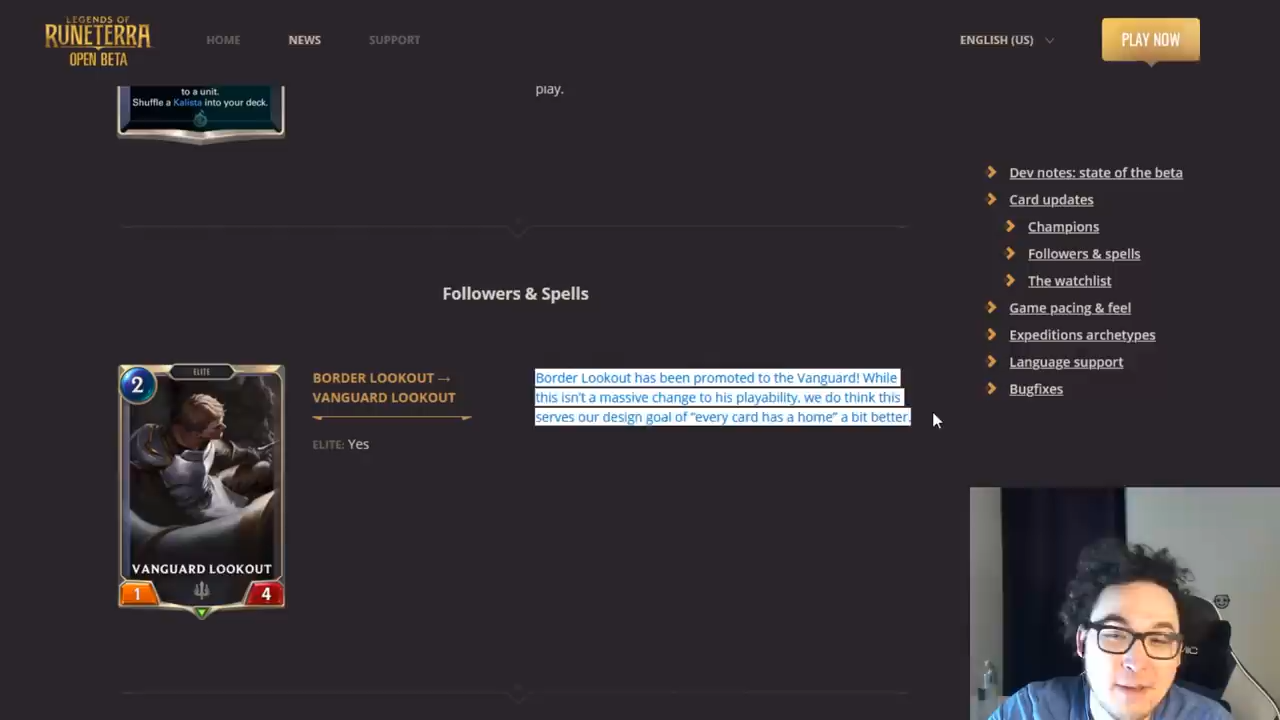 LEGENDS OF
RUNETERRA
OPEN BETA
HOME
NEWS
SUPPORT
ENGLISH (US)
PLAY NOW
to a unit.
Shuffle a Kalista into your deck.
play.
Dev notes: state of the beta
Card updates
Champions
Followers & spells
The watchlist
Game pacing & feel
Expeditions archetypes
Language support
Bugfixes
Followers & Spells
2
ELITE
VANGUARD LOOKOUT
1
4
BORDER LOOKOUT →
VANGUARD LOOKOUT
ELITE: Yes
Border Lookout has been promoted to the Vanguard! While
this isn't a massive change to his playability, we do think this
serves our design goal of “every card has a home” a bit better.